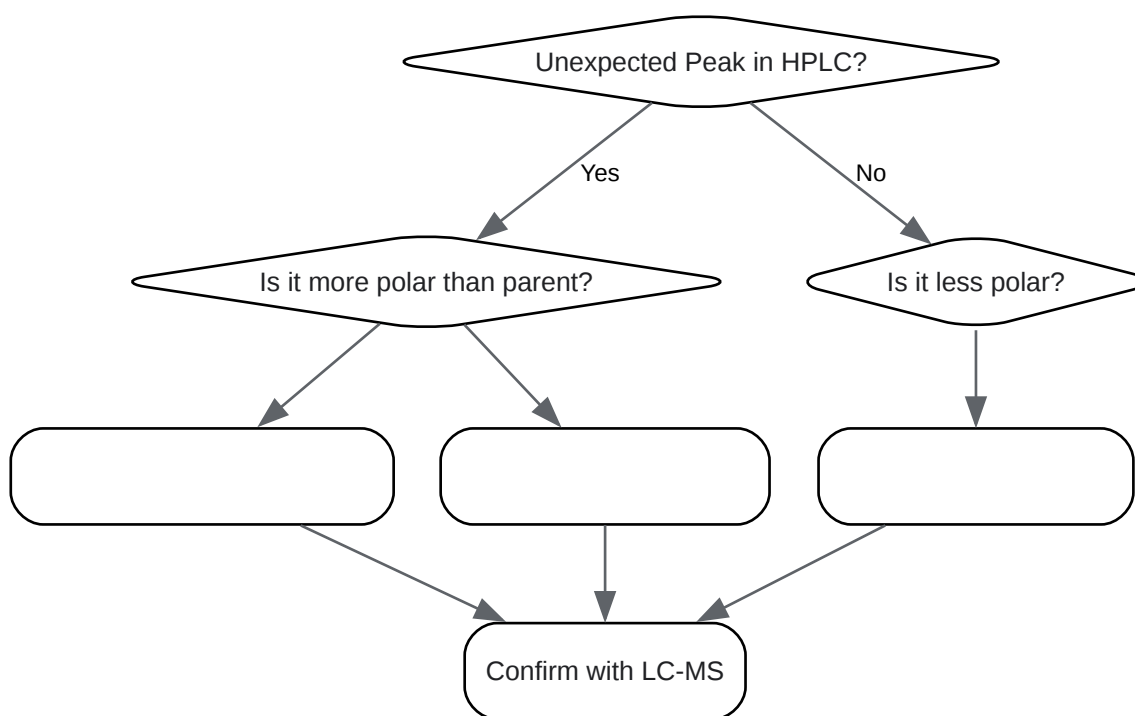 Unexpected Peak in HPLC?
Yes
No
Is it more polar than parent?
Is it less polar?
Confirm with LC-MS